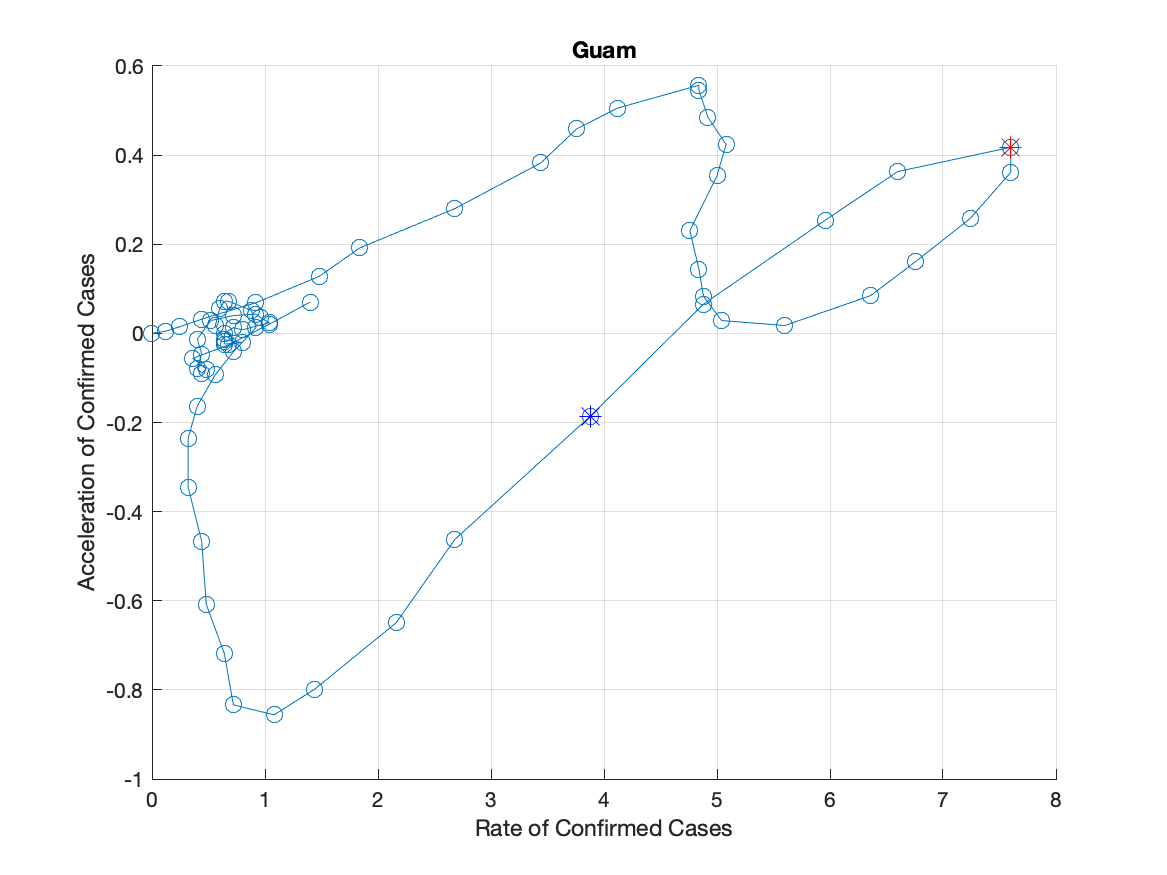 Guam
0.6
0.4
0.2
0
-0.2
-0.4
-0.6
-0.8
-1
Acceleration of Confirmed Cases
0 1 2 3 4 5 6 7 8
Rate of Confirmed Cases